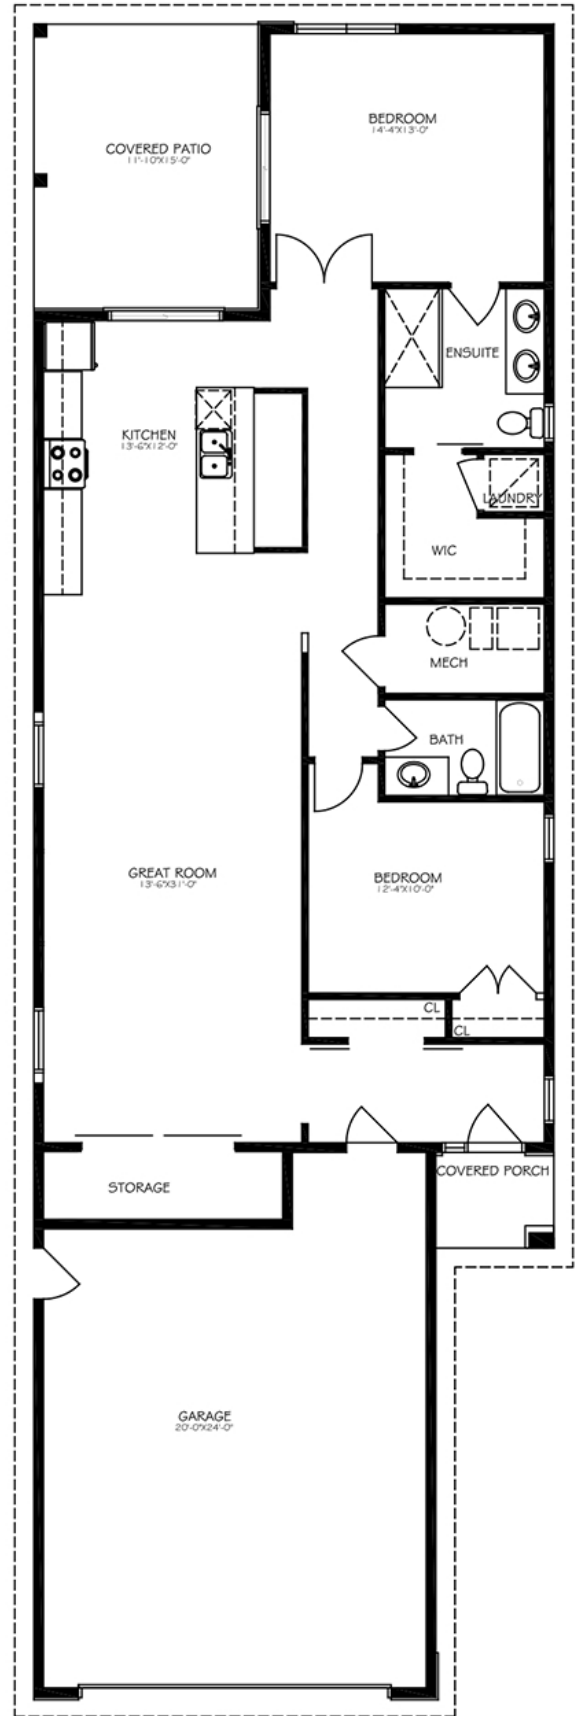 BEDROOM
14'-4"X13'-0"
COVERED PATIO
11'-10"X15'-0"
ENSUITE
KITCHEN
13'-6"X12'-0"
LAUNDRY
WIC
MECH
BATH
GREAT ROOM
13'-6"X31'-0"
BEDROOM
12'-4"X10'-0"
CL
CL
COVERED PORCH
STORAGE
GARAGE
20'-0"X24'-0"